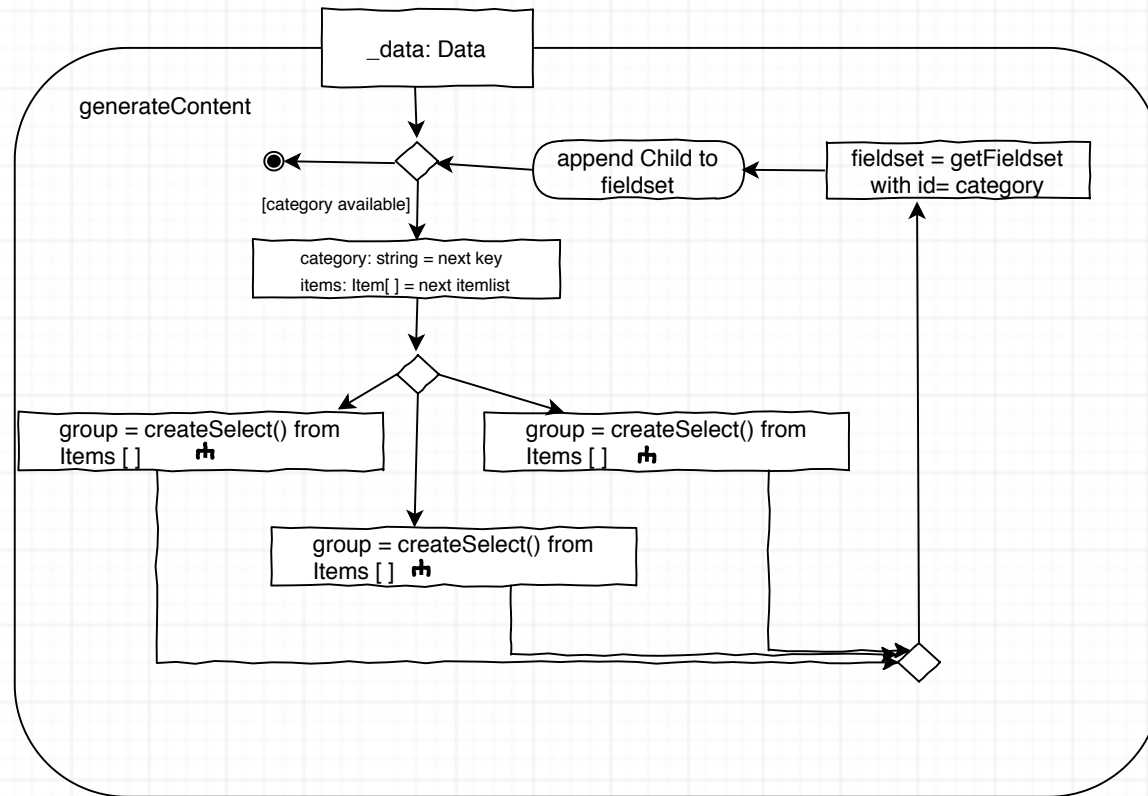 _data: Data
generateContent
append Child to
fieldset
fieldset = getFieldset
with id= category
[category available]
category: string = next key
items: Item[ ] = next itemlist
group = createSelect() from
Items [ ]
group = createSelect() from
Items [ ]
group = createSelect() from
Items [ ]